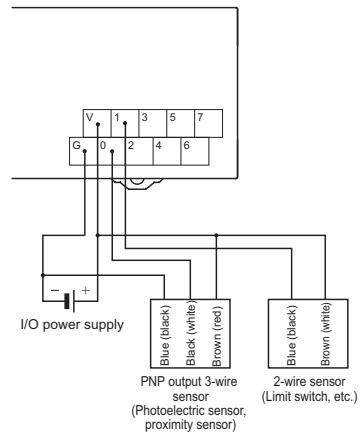 V 1 3 5 7
G 0 2 4 6
− +
I/O power supply
Blue (black)
Black (white)
Brown (red)
Blue (black)
Brown (white)
PNP output 3-wire
sensor
(Photoelectric sensor,
proximity sensor)
2-wire sensor
(Limit switch, etc.)